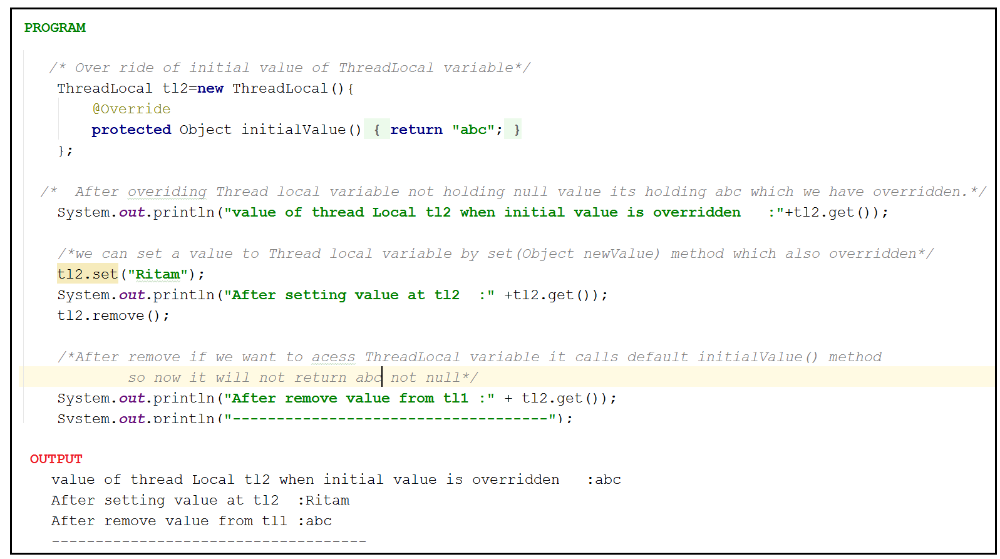 PROGRAM
/* Over ride of initial value of ThreadLocal variable*/
ThreadLocal tl2=new ThreadLocal(){
@Override
protected Object initialValue() { return "abc"; }
};
/*  After overiding Thread local variable not holding null value its holding abc which we have overridden.*/
System.out.println("value of thread Local tl2 when initial value is overridden   :"+tl2.get());
/*we can set a value to Thread local variable by set(Object newValue) method which also overridden*/
tl2.set("Ritam");
System.out.println("After setting value at tl2  :" +tl2.get());
tl2.remove();
/*After remove if we want to acess ThreadLocal variable it calls default initialValue() method
so now it will not return abc not null*/
System.out.println("After remove value from tl1 :" + tl2.get());
System.out.println("------------------------------------");
OUTPUT
value of thread Local tl2 when initial value is overridden   :abc
After setting value at tl2  :Ritam
After remove value from tl1 :abc
------------------------------------